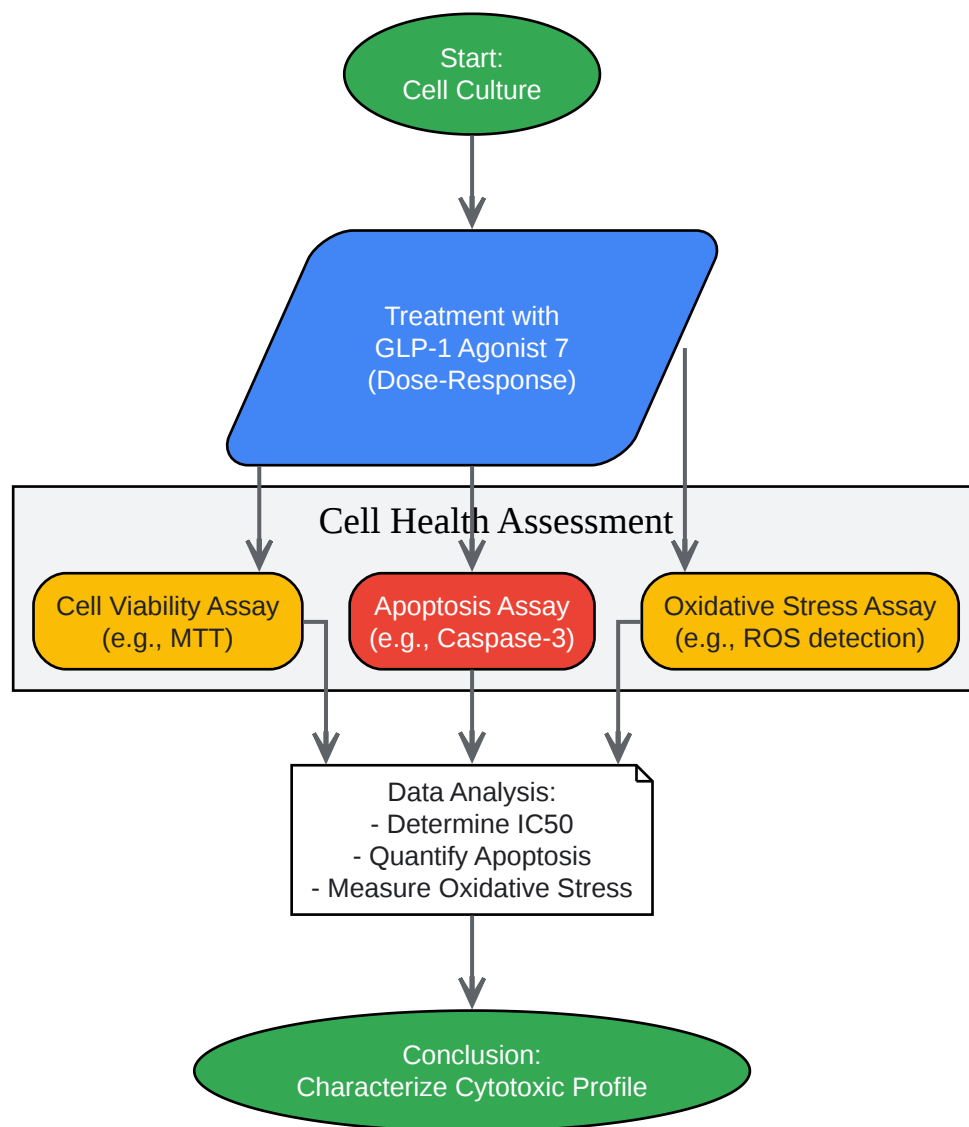 Start:
Cell Culture
Treatment with
GLP-1 Agonist 7
(Dose-Response)
Cell Health Assessment
Cell Viability Assay
(e.g., MTT)
Apoptosis Assay
(e.g., Caspase-3)
Oxidative Stress Assay
(e.g., ROS detection)
Data Analysis:
- Determine IC50
- Quantify Apoptosis
- Measure Oxidative Stress
Conclusion:
Characterize Cytotoxic Profile